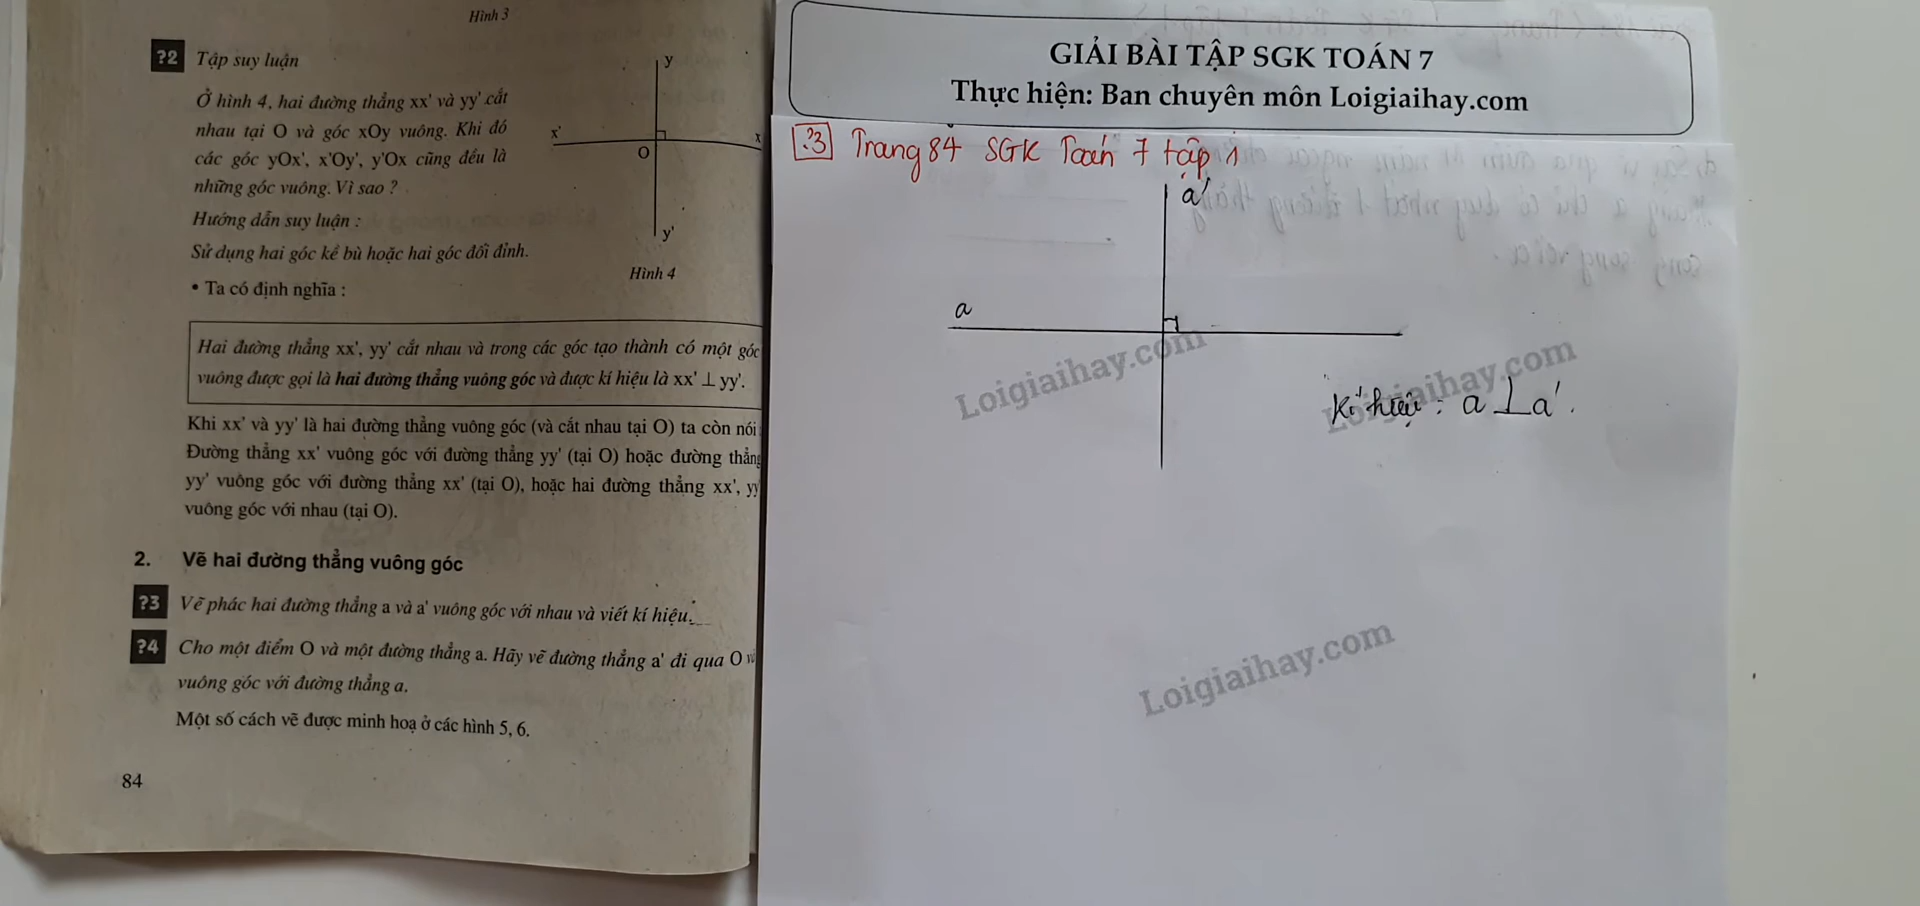 Hình 3
?2 Tập suy luận
Ở hình 4, hai đường thẳng xx' và yy' cắt
nhau tại O và góc xOy vuông. Khi đó
các góc yOx', x'Oy', y'Ox cũng đều là
những góc vuông. Vì sao ?
Hướng dẫn suy luận :
Sử dụng hai góc kề bù hoặc hai góc đối đỉnh.
y
x'
x
O
y'
Hình 4
• Ta có định nghĩa :
Hai đường thẳng xx', yy' cắt nhau và trong các góc tạo thành có một góc
vuông được gọi là hai đường thẳng vuông góc và được kí hiệu là xx' ⊥ yy'.
Khi xx' và yy' là hai đường thẳng vuông góc (và cắt nhau tại O) ta còn nói :
Đường thẳng xx' vuông góc với đường thẳng yy' (tại O) hoặc đường thẳng
yy' vuông góc với đường thẳng xx' (tại O), hoặc hai đường thẳng xx', yy'
vuông góc với nhau (tại O).
2. Vẽ hai đường thẳng vuông góc
?3 Vẽ phác hai đường thẳng a và a' vuông góc với nhau và viết kí hiệu.
?4 Cho một điểm O và một đường thẳng a. Hãy vẽ đường thẳng a' đi qua O
vuông góc với đường thẳng a.
Một số cách vẽ được minh hoạ ở các hình 5, 6.
84
GIẢI BÀI TẬP SGK TOÁN 7
Thực hiện: Ban chuyên môn Loigiaihay.com
?3 Trang 84 SGK Toán 7 tập 1
a'
a
Kí hiệu : a ⊥ a'.
Loigiaihay.com
Loigiaihay.com
Loigiaihay.com